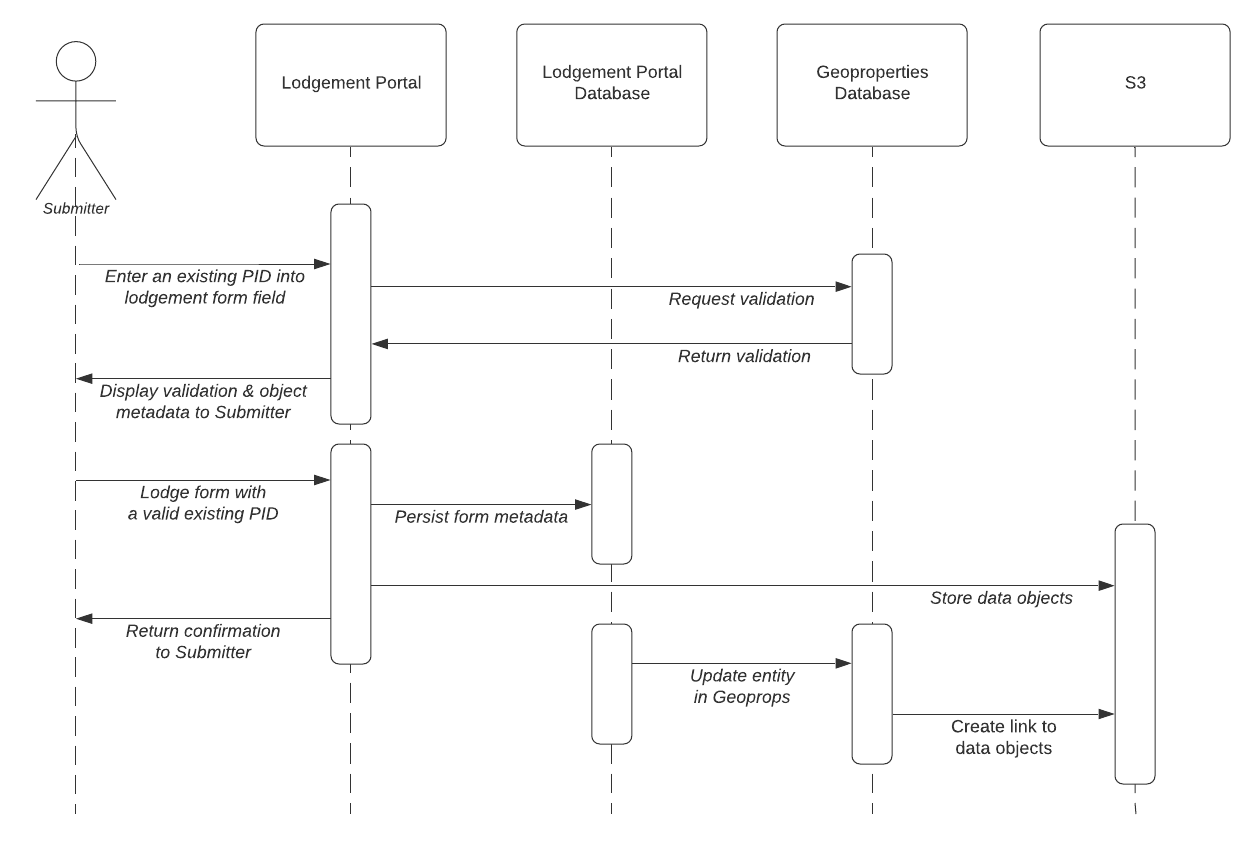 Lodgement Portal
Lodgement Portal
Database
Geoproperties
Database
S3
Submitter
Enter an existing PID into
lodgement form field
Request validation
Return validation
Display validation & object
metadata to Submitter
Lodge form with
a valid existing PID
Persist form metadata
Store data objects
Return confirmation
to Submitter
Update entity
in Geoprops
Create link to
data objects